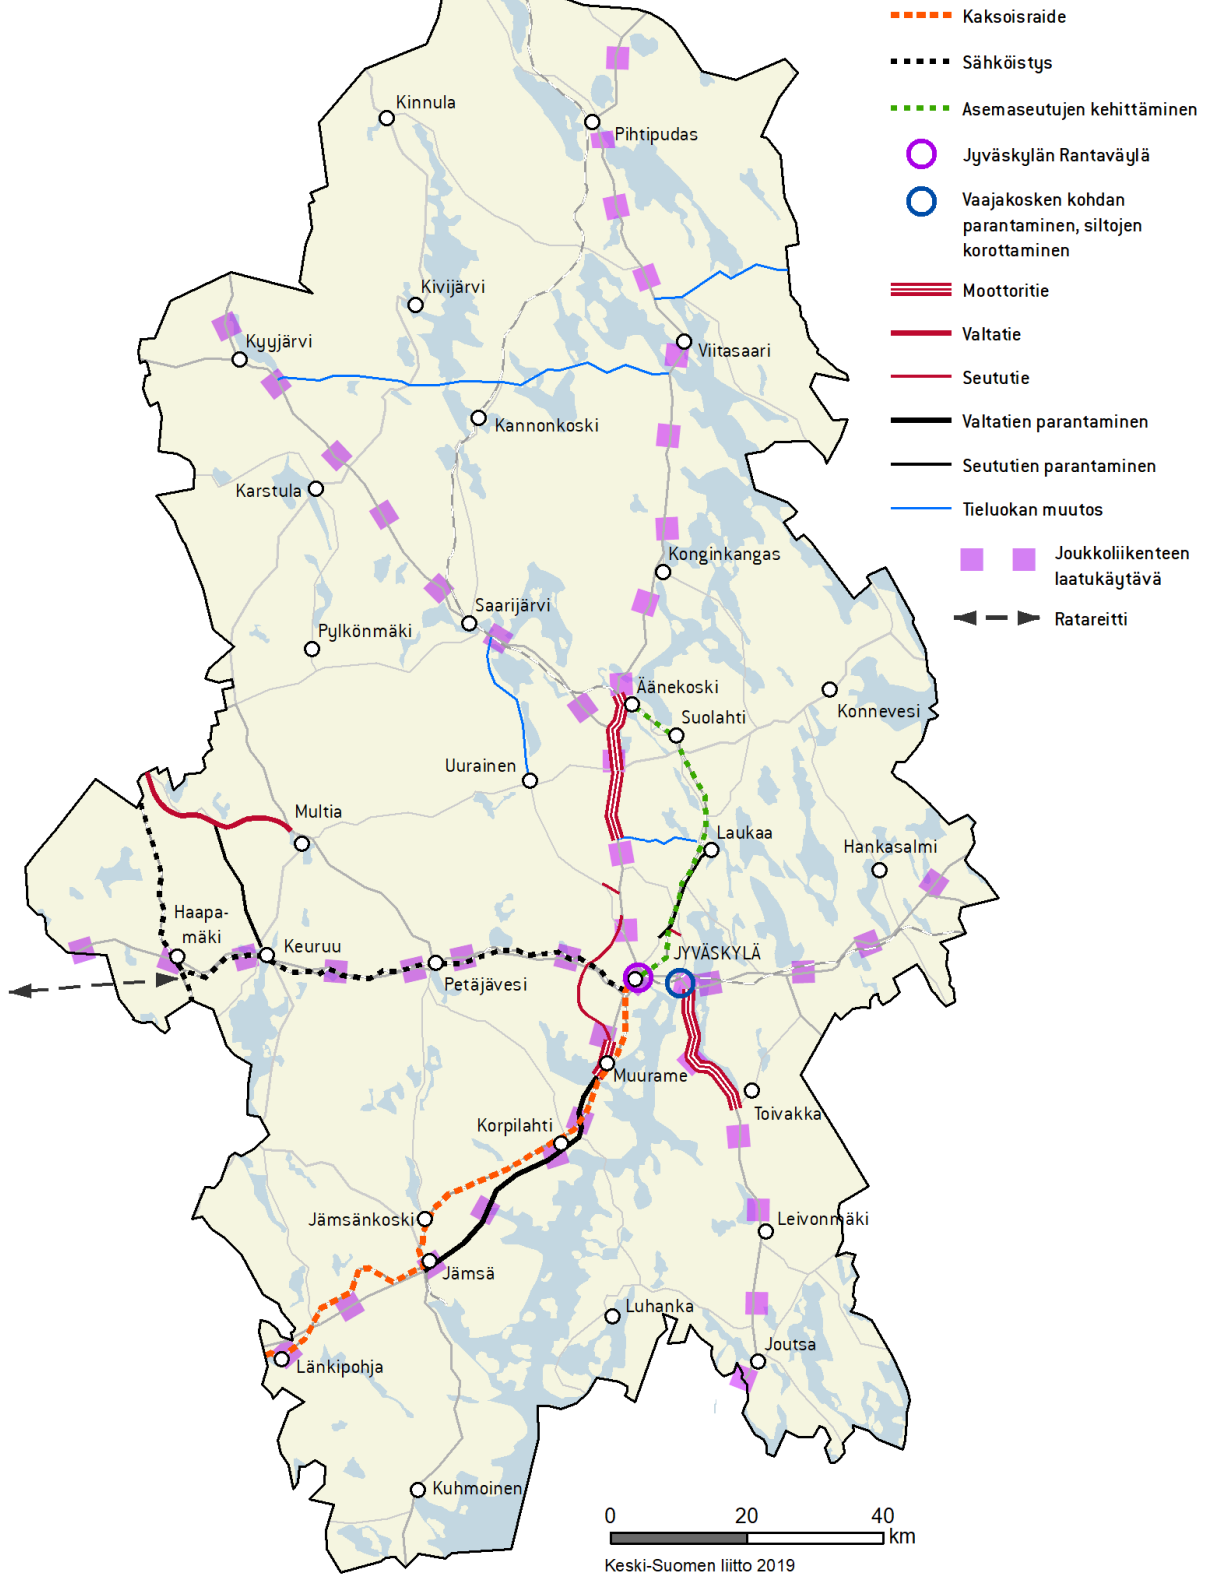 Kaksoisraide
Sähköistys
Asemaseutujen kehittäminen
Jyväskylän Rantaväylä
Vaajakosken kohdan
parantaminen, siltojen
korottaminen
Moottoritie
Valtatie
Seututie
Valtatien parantaminen
Seututien parantaminen
Tieluokan muutos
Joukkoliikenteen
laatukäytävä
Ratareitti
Kinnula
Pihtipudas
Kivijärvi
Kyyjärvi
Viitasaari
Kannonkoski
Karstula
Konginkangas
Saarijärvi
Pylkönmäki
Äänekoski
Konnevesi
Suolahti
Uurainen
Multia
Laukaa
Hankasalmi
Haapa-
mäki
Keuruu
JYVÄSKYLÄ
Petäjävesi
Muurame
Toivakka
Korpilahti
Jämsänkoski
Leivonmäki
Jämsä
Luhanka
Joutsa
Länkipohja
Kuhmoinen
0 20 40
km
Keski-Suomen liitto 2019